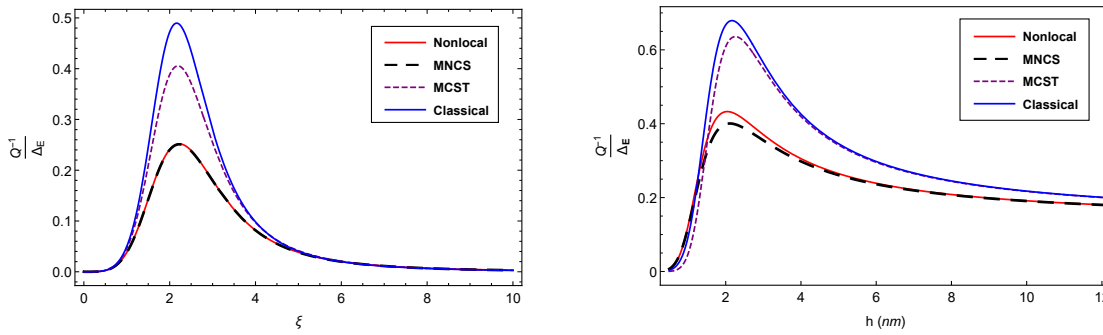 0.5
0.4
0.3
0.2
0.1
0.0
Q⁻¹
Δ_E
0 2 4 6 8 10
ξ
Nonlocal
MNCS
MCST
Classical
0.6
0.4
0.2
0
Q⁻¹
Δ_E
2 4 6 8 10 12
h (nm)
Nonlocal
MNCS
MCST
Classical